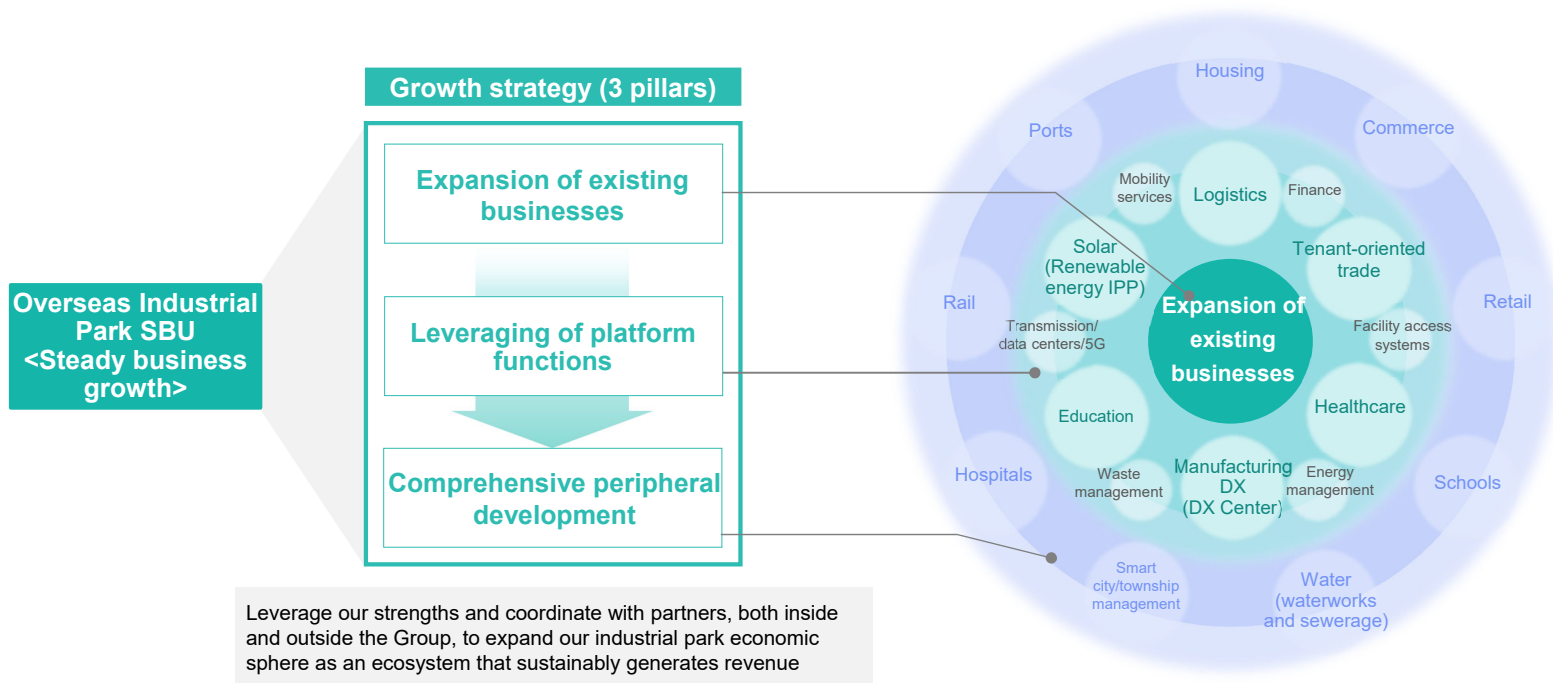 Growth strategy (3 pillars)
Expansion of existing
businesses
Leveraging of platform
functions
Comprehensive peripheral
development
Overseas Industrial
Park SBU
<Steady business
growth>
Leverage our strengths and coordinate with partners, both inside
and outside the Group, to expand our industrial park economic
sphere as an ecosystem that sustainably generates revenue
Housing
Ports
Commerce
Mobility
services
Logistics
Finance
Solar
(Renewable
energy IPP)
Tenant-oriented
trade
Rail
Retail
Expansion of
existing
businesses
Transmission/
data centers/5G
Facility access
systems
Education
Healthcare
Hospitals
Waste
management
Manufacturing
DX
(DX Center)
Energy
management
Schools
Smart
city/township
management
Water
(waterworks
and sewerage)